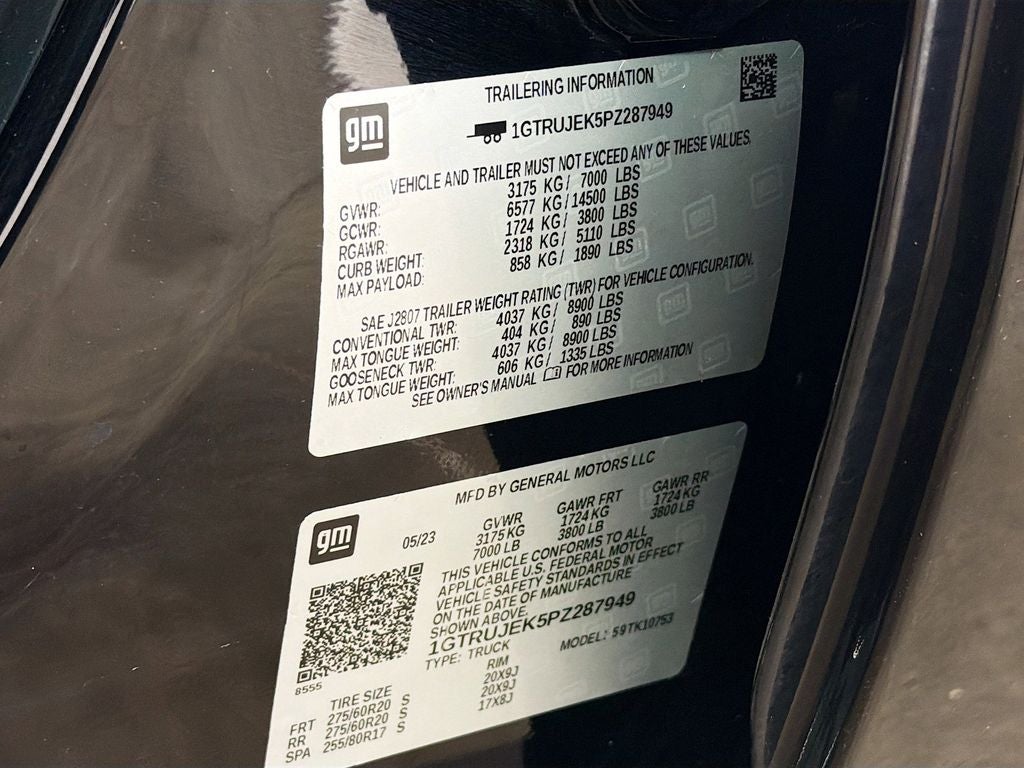 TRAILERING INFORMATION
gm
1GTRUJEK5PZ287949
VEHICLE AND TRAILER MUST NOT EXCEED ANY OF THESE VALUES.
GVWR: 3175 KG / 7000 LBS
GCWR: 6577 KG / 14500 LBS
RGAWR: 1724 KG / 3800 LBS
CURB WEIGHT: 2318 KG / 5110 LBS
MAX PAYLOAD: 858 KG / 1890 LBS
SAE J2807 TRAILER WEIGHT RATING (TWR) FOR VEHICLE CONFIGURATION.
CONVENTIONAL TWR: 4037 KG / 8900 LBS
MAX TONGUE WEIGHT: 404 KG / 890 LBS
GOOSENECK TWR: 4037 KG / 8900 LBS
MAX TONGUE WEIGHT: 606 KG / 1335 LBS
SEE OWNER'S MANUAL FOR MORE INFORMATION
MFD BY GENERAL MOTORS LLC
gm
05/23
GVWR GAWR FRT GAWR RR
3175 KG 1724 KG 1724 KG
7000 LB 3800 LB 3800 LB
THIS VEHICLE CONFORMS TO ALL
APPLICABLE U.S. FEDERAL MOTOR
VEHICLE SAFETY STANDARDS IN EFFECT
ON THE DATE OF MANUFACTURE
SHOWN ABOVE.
1GTRUJEK5PZ287949
TYPE: TRUCK MODEL: 59TK10753
8555
TIRE SIZE RIM
FRT 275/60R20 S 20X9J
RR 275/60R20 S 20X9J
SPA 255/80R17 S 17X8J